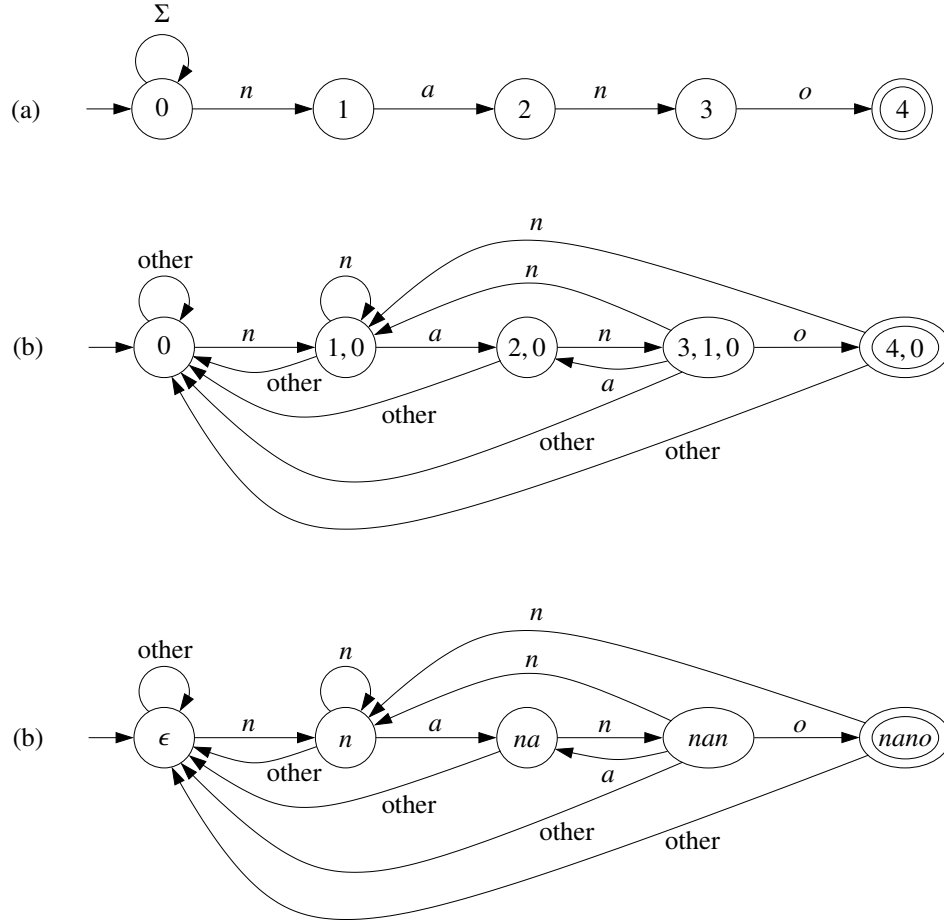 Σ
(a) 0 n 1 a 2 n 3 o 4
n
other n n
(b) 0 n 1, 0 a 2, 0 n 3, 1, 0 o 4, 0
other a
other
other
other
n
other n n
(b) ϵ n n a na n nan o nano
other a
other
other
other